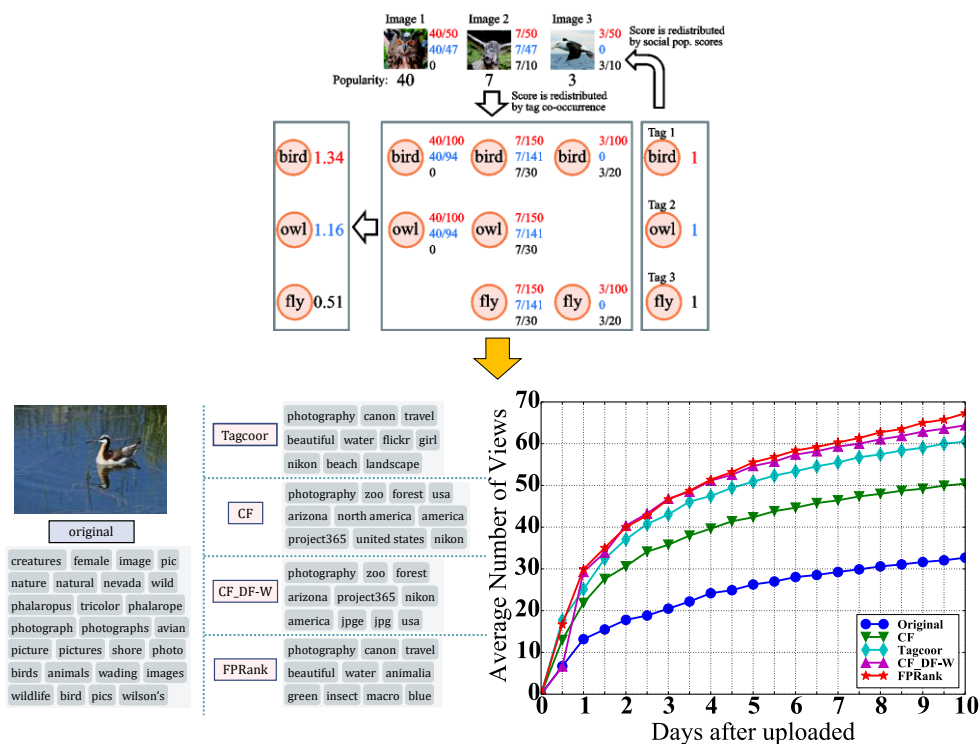 Image 1 Image 2 Image 3
40/50 7/50 3/50
40/47 7/47 0
0 7/10 3/10
Popularity: 40 7 3
Score is redistributed
by social pop. scores
Score is redistributed
by tag co-occurrence
bird 1.34
owl 1.16
fly 0.51
bird 40/100 bird 7/150 bird 3/100
40/94 7/141 0
0 7/30 3/20
owl 40/100 owl 7/150
40/94 7/141
0 7/30
fly 7/150 fly 3/100
7/141 0
7/30 3/20
Tag 1
bird 1
Tag 2
owl 1
Tag 3
fly 1
original
creatures female image pic
nature natural nevada wild
phalaropus tricolor phalarope
photograph photographs avian
picture pictures shore photo
birds animals wading images
wildlife bird pics wilson's
Tagcoor
photography canon travel
beautiful water flickr girl
nikon beach landscape
CF
photography zoo forest usa
arizona north america america
project365 united states nikon
CF_DF-W
photography zoo forest
arizona project365 nikon
america jpge jpg usa
FPRank
photography canon travel
beautiful water animalia
green insect macro blue
Average Number of Views
70
60
50
40
30
20
10
0
0 1 2 3 4 5 6 7 8 9 10
Days after uploaded
Original
CF
Tagcoor
CF_DF-W
FPRank